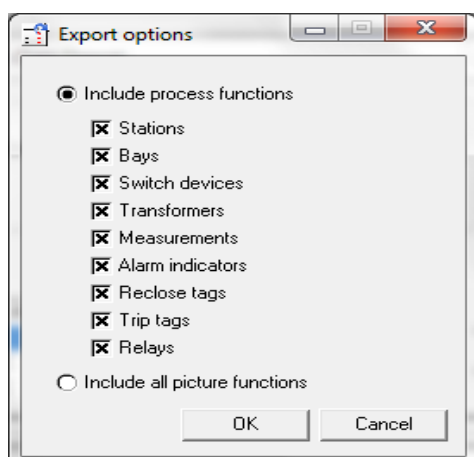 Export options
Include process functions
Stations
Bays
Switch devices
Transformers
Measurements
Alarm indicators
Reclose tags
Trip tags
Relays
Include all picture functions
OK Cancel